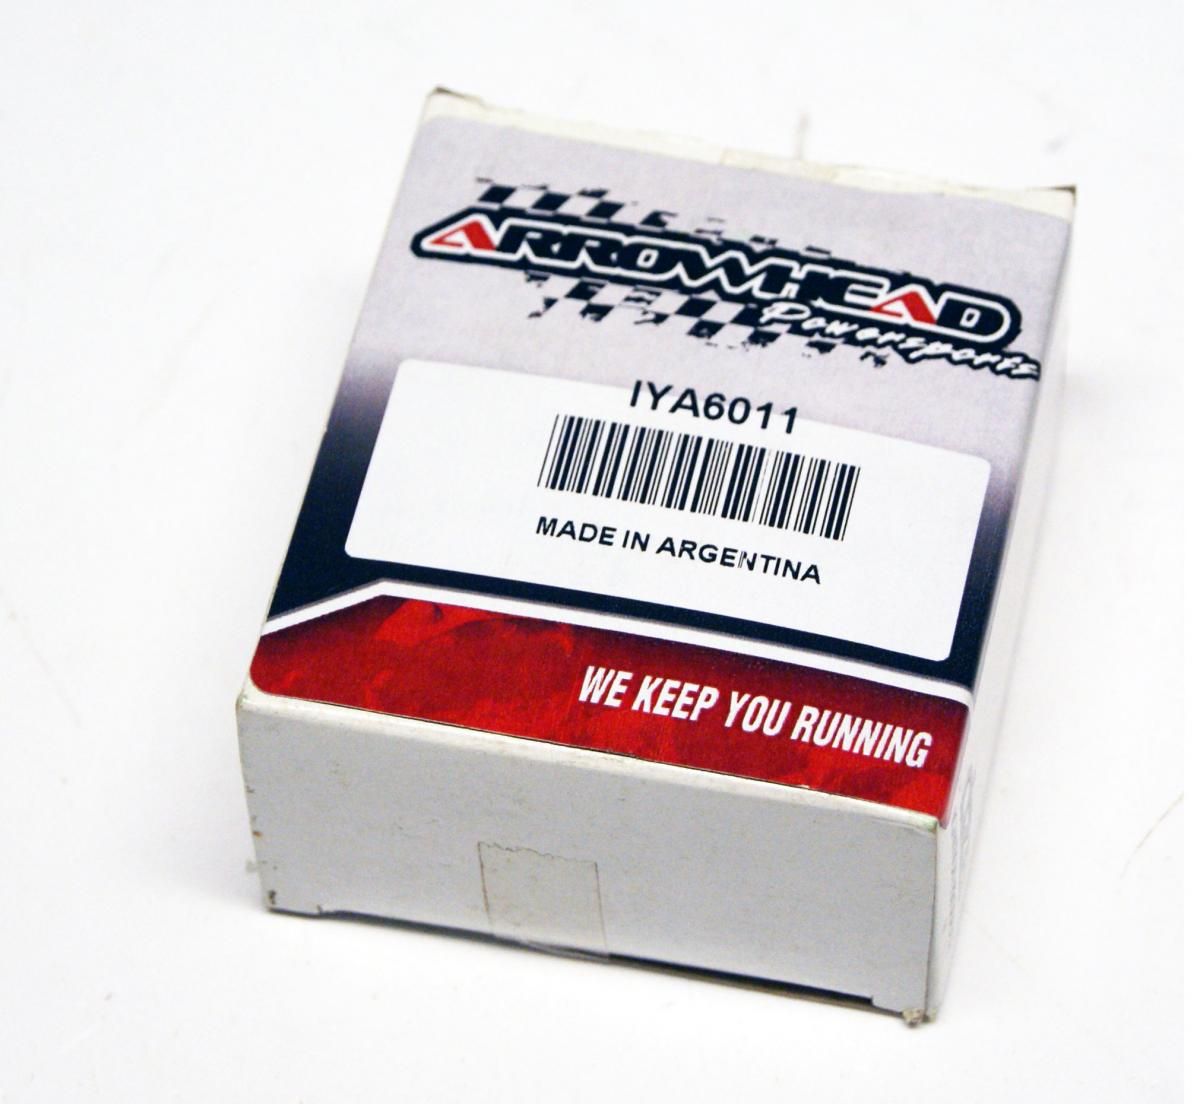 ARROWHEAD
Powersports
IYA6011
MADE IN ARGENTINA
WE KEEP YOU RUNNING